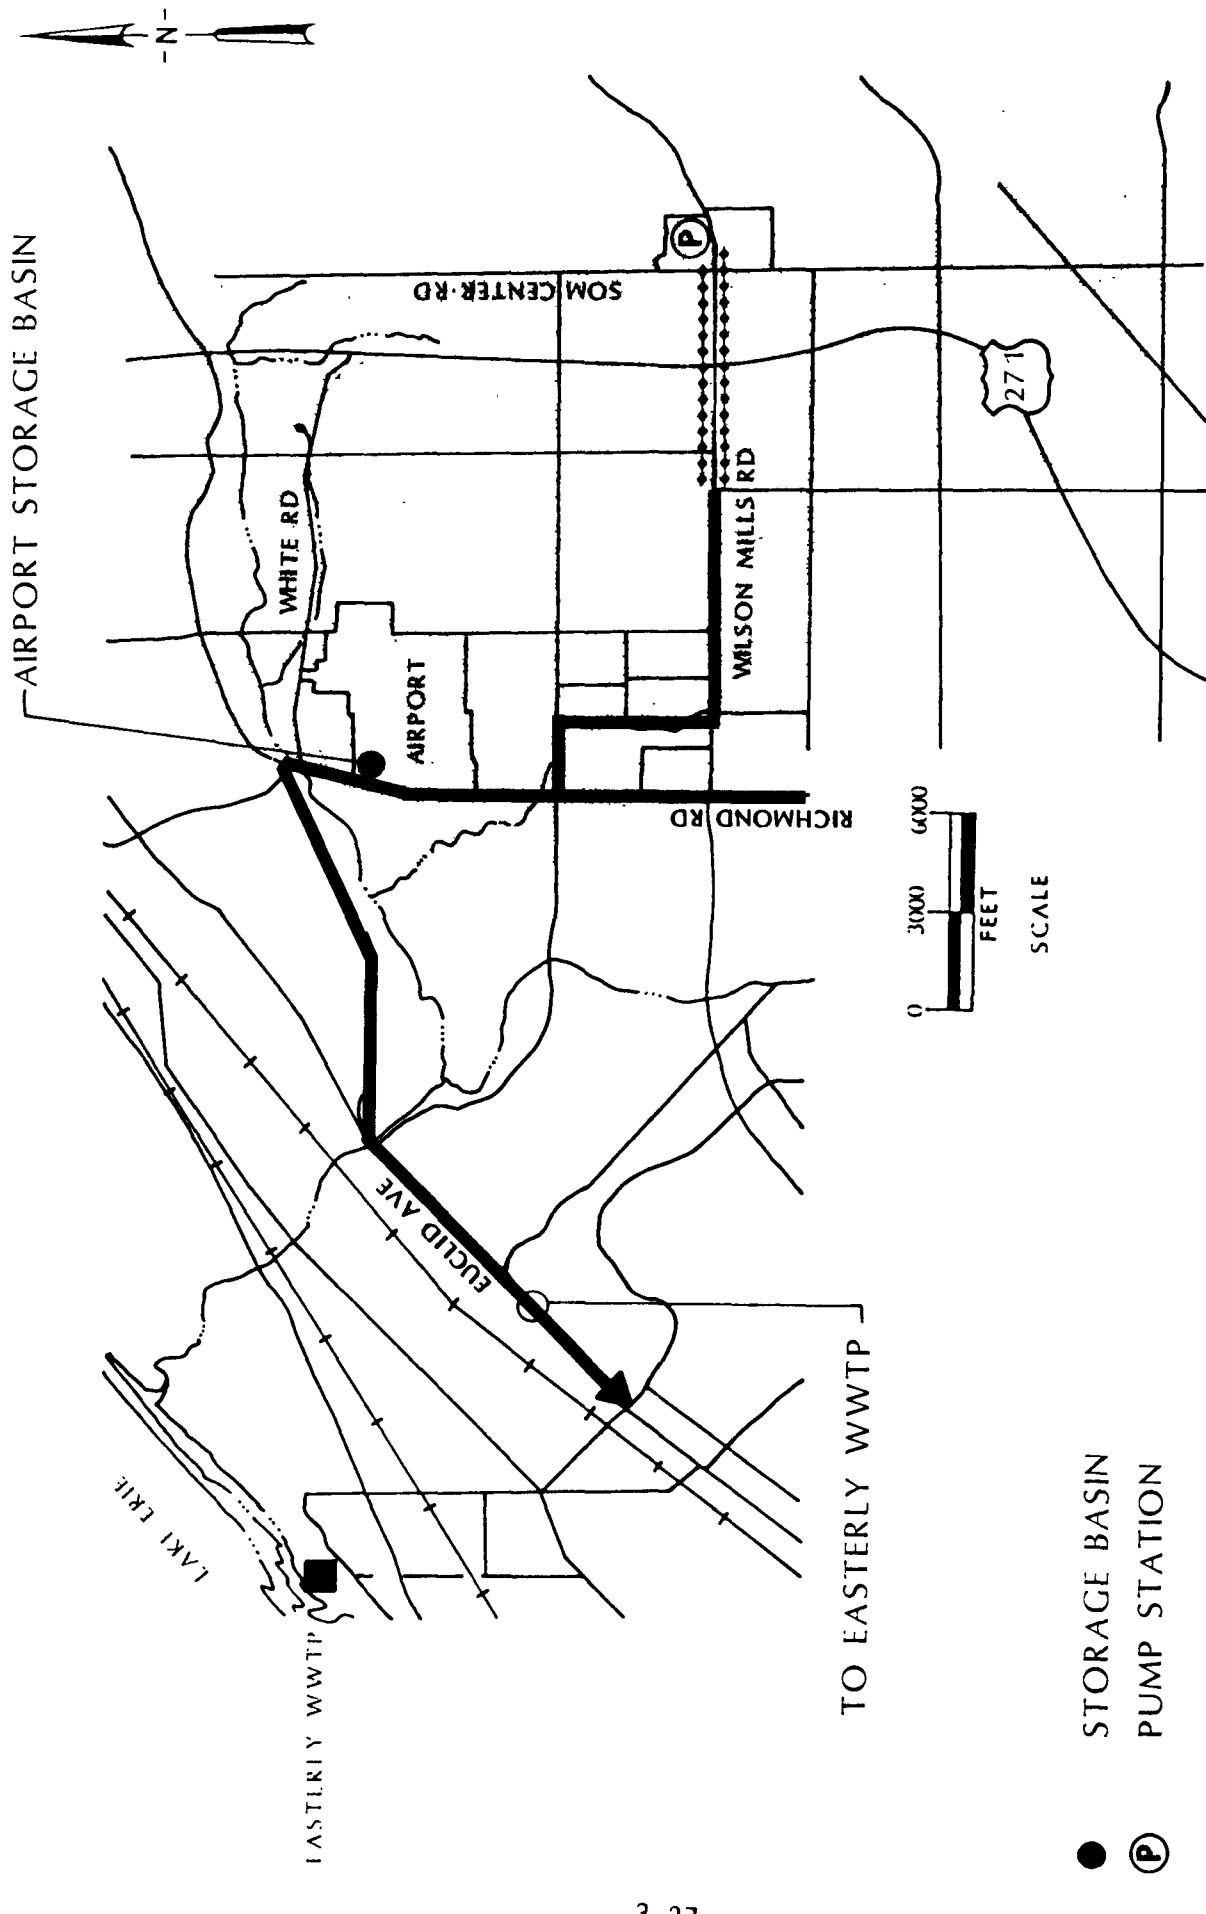 -N-
AIRPORT STORAGE BASIN
SOM CENTER RD
P
WHITE RD
271
AIRPORT
WILSON MILLS RD
RICHMOND RD
EUCLID AVE
0 3000 6000
FEET
SCALE
LAKE ERIE
EASTERLY WWTP
TO EASTERLY WWTP
STORAGE BASIN
P PUMP STATION